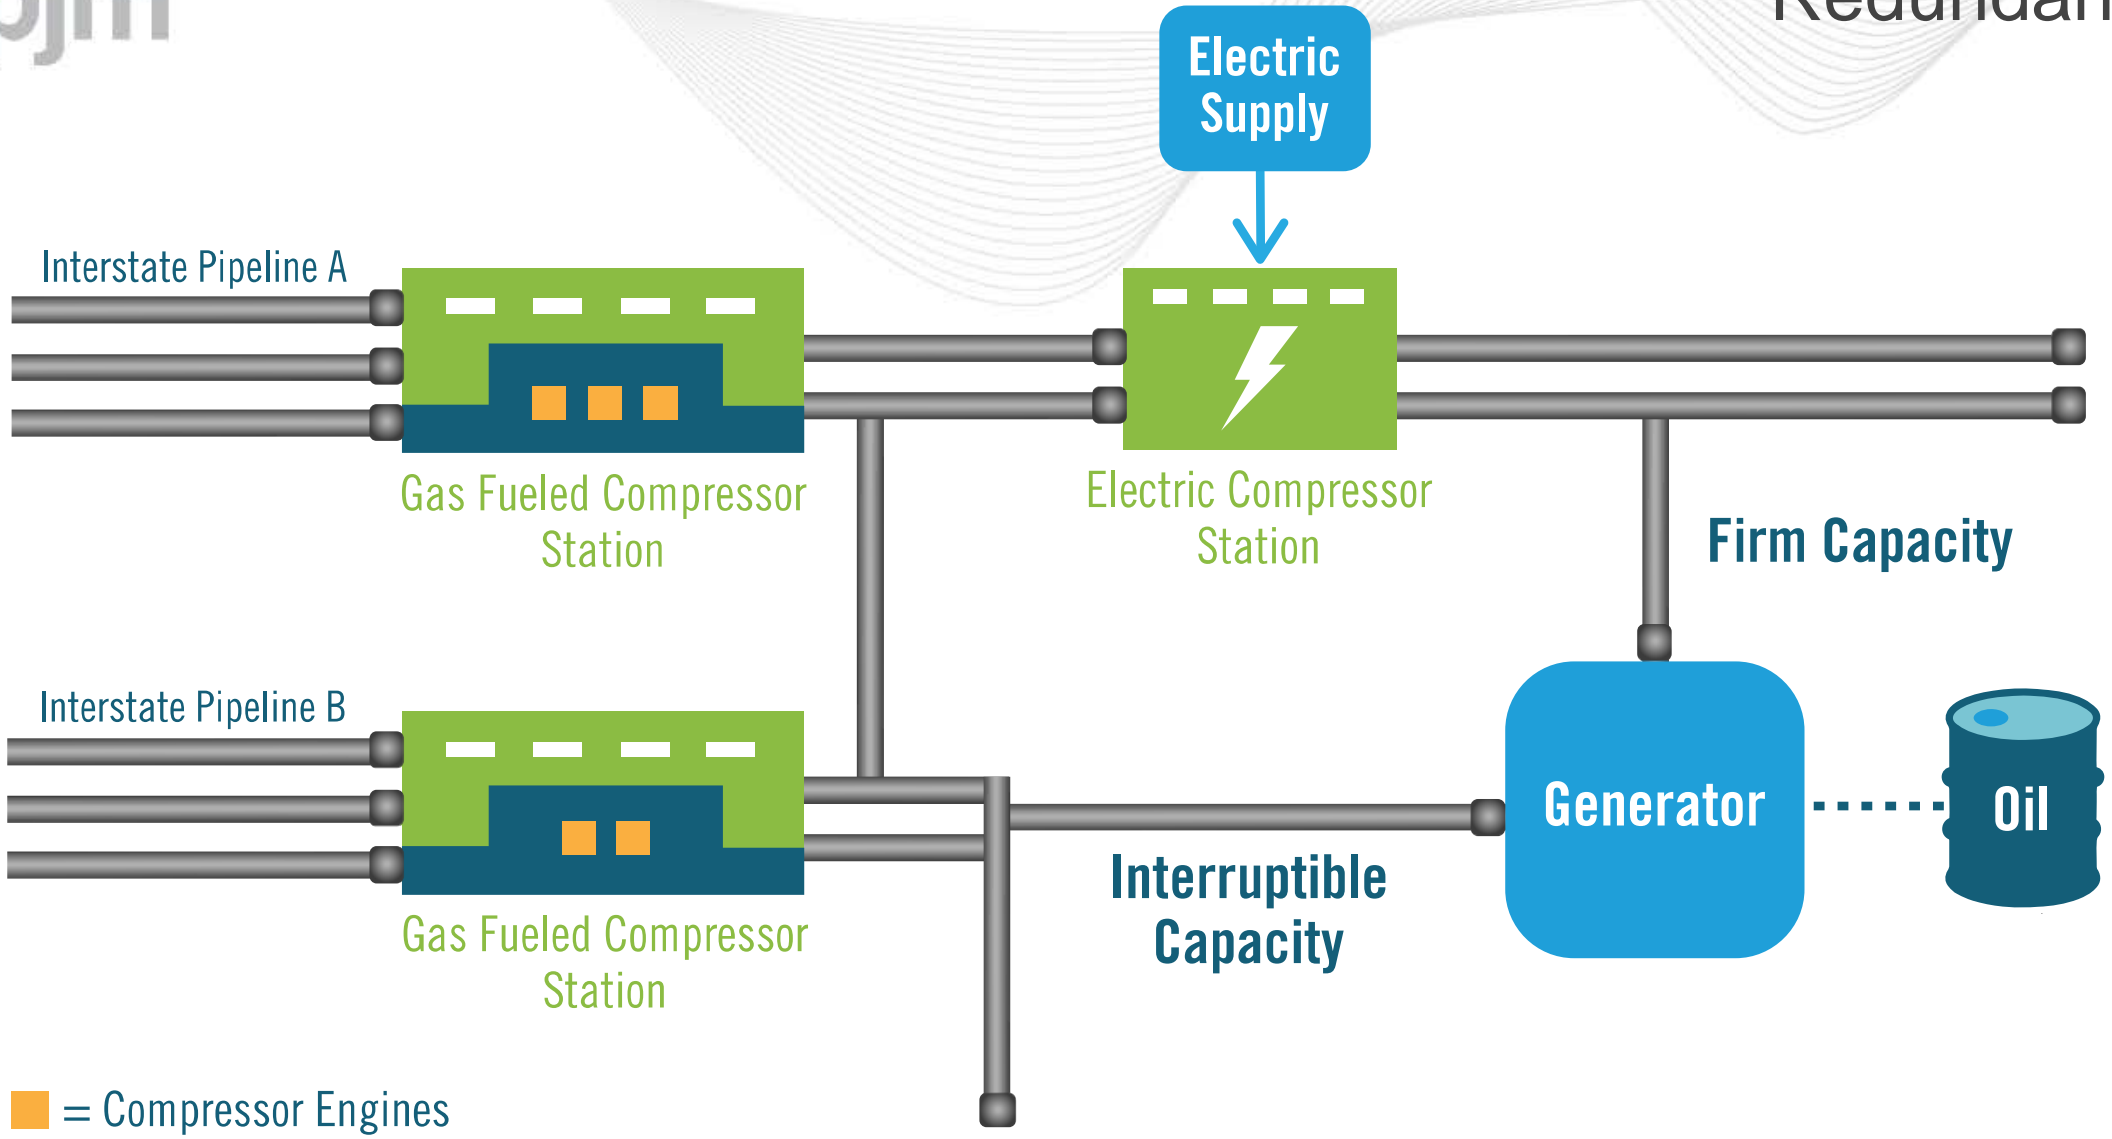 pjm
Electric
Supply
Interstate Pipeline A
Gas Fueled Compressor
Station
Electric Compressor
Station
Firm Capacity
Interstate Pipeline B
Generator
Oil
Interruptible
Capacity
Gas Fueled Compressor
Station
= Compressor Engines